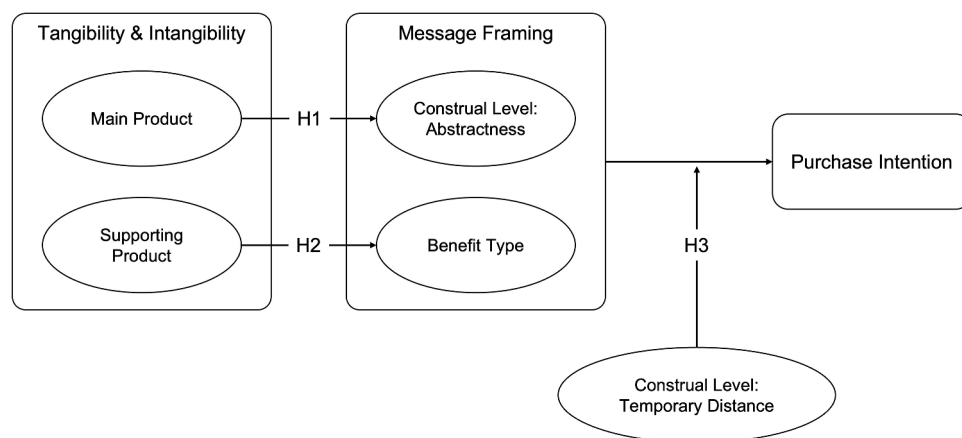 Tangibility & Intangibility
Main Product
Supporting
Product
H1
H2
Message Framing
Construal Level:
Abstractness
Benefit Type
Purchase Intention
H3
Construal Level:
Temporary Distance